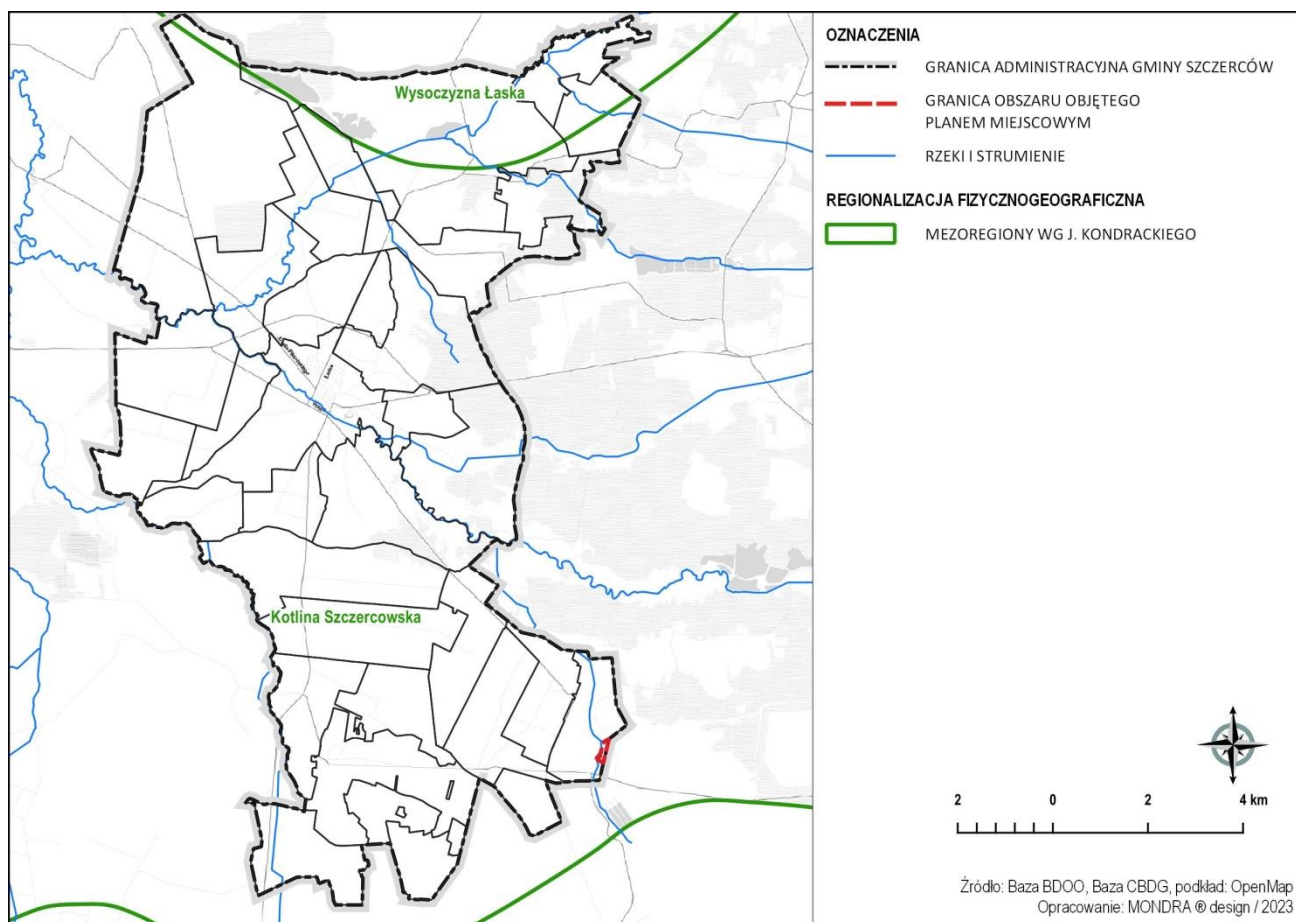 Wysoczyzna Łaska
Łaska
Kotlina Szczercowska
OZNACZENIA
GRANICA ADMINISTRACYJNA GMINY SZCZERCÓW
GRANICA OBSZARU OBJĘTEGO
PLANEM MIEJSCOWYM
RZEKI I STRUMIENIE
REGIONALIZACJA FIZYCZNOGEOGRAFICZNA
MEZOREGIONY WG J. KONDRACKIEGO
2 0 2 4 km
Źródło: Baza BDOO, Baza CBDG, podkład: OpenMap
Opracowanie: MONDRA ® design / 2023